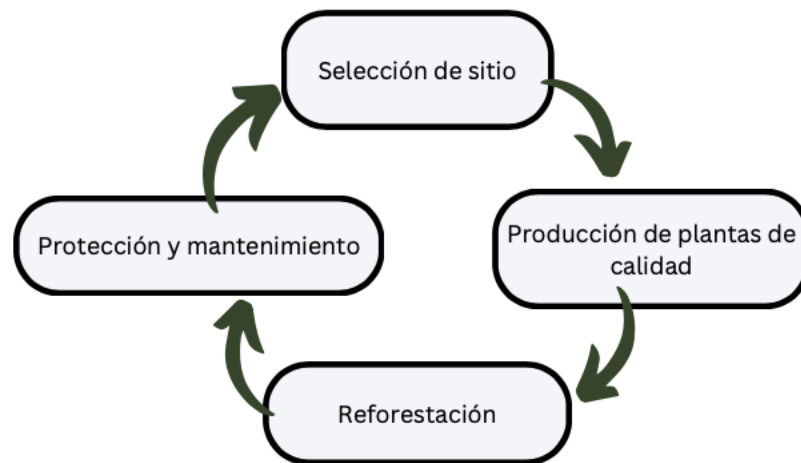 Selección de sitio
Producción de plantas de
calidad
Reforestación
Protección y mantenimiento